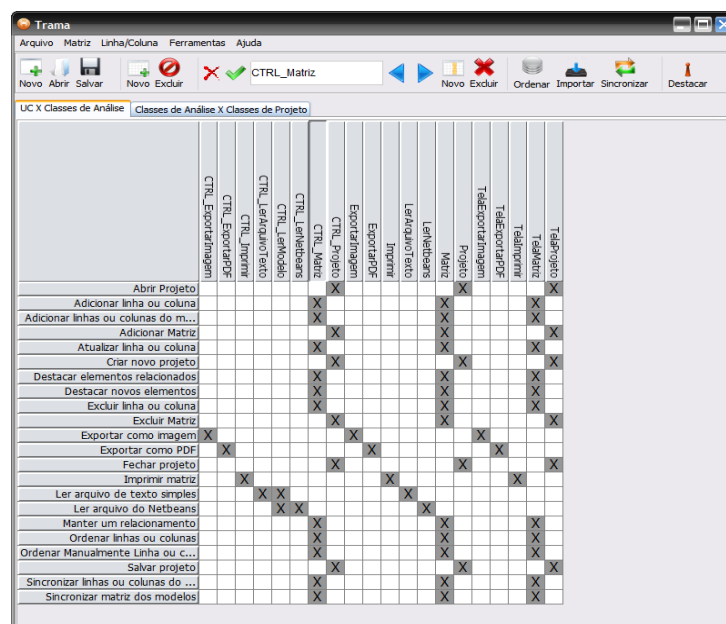 Trama
Arquivo Matriz Linha/Coluna Ferramentas Ajuda
CTRL_Matriz
Novo Abrir Salvar Novo Excluir Novo Excluir Ordenar Importar Sincronizar Destacar
UC X Classes de Análise Classes de Análise X Classes de Projeto
CTRL_ExportarImagem
CTRL_ExportarPDF
CTRL_Imprimir
CTRL_LerArquivoTexto
CTRL_LerModelo
CTRL_LerNetbeans
CTRL_Matriz
CTRL_Projeto
ExportarImagem
ExportarPDF
Imprimir
LerArquivoTexto
LerNetbeans
Matriz
Projeto
TelaExportarImagem
TelaExportarPDF
TelaImprimir
TelaMatriz
TelaProjeto
Abrir Projeto X X X
Adicionar linha ou coluna X X X
Adicionar linhas ou colunas do m... X X X
Adicionar Matriz X X X
Atualizar linha ou coluna X X X
Criar novo projeto X X X
Destacar elementos relacionados X X X
Destacar novos elementos X X X
Excluir linha ou coluna X X X
Excluir Matriz X X X
Exportar como imagem X X X
Exportar como PDF X X X
Fechar projeto X X X
Imprimir matriz X X X
Ler arquivo de texto simples X X X
Ler arquivo do Netbeans X X X
Manter um relacionamento X X X
Ordenar linhas ou colunas X X X
Ordenar Manualmente Linha ou c... X X X
Salvar projeto X X X
Sincronizar linhas ou colunas do ... X X X
Sincronizar matriz dos modelos X X X